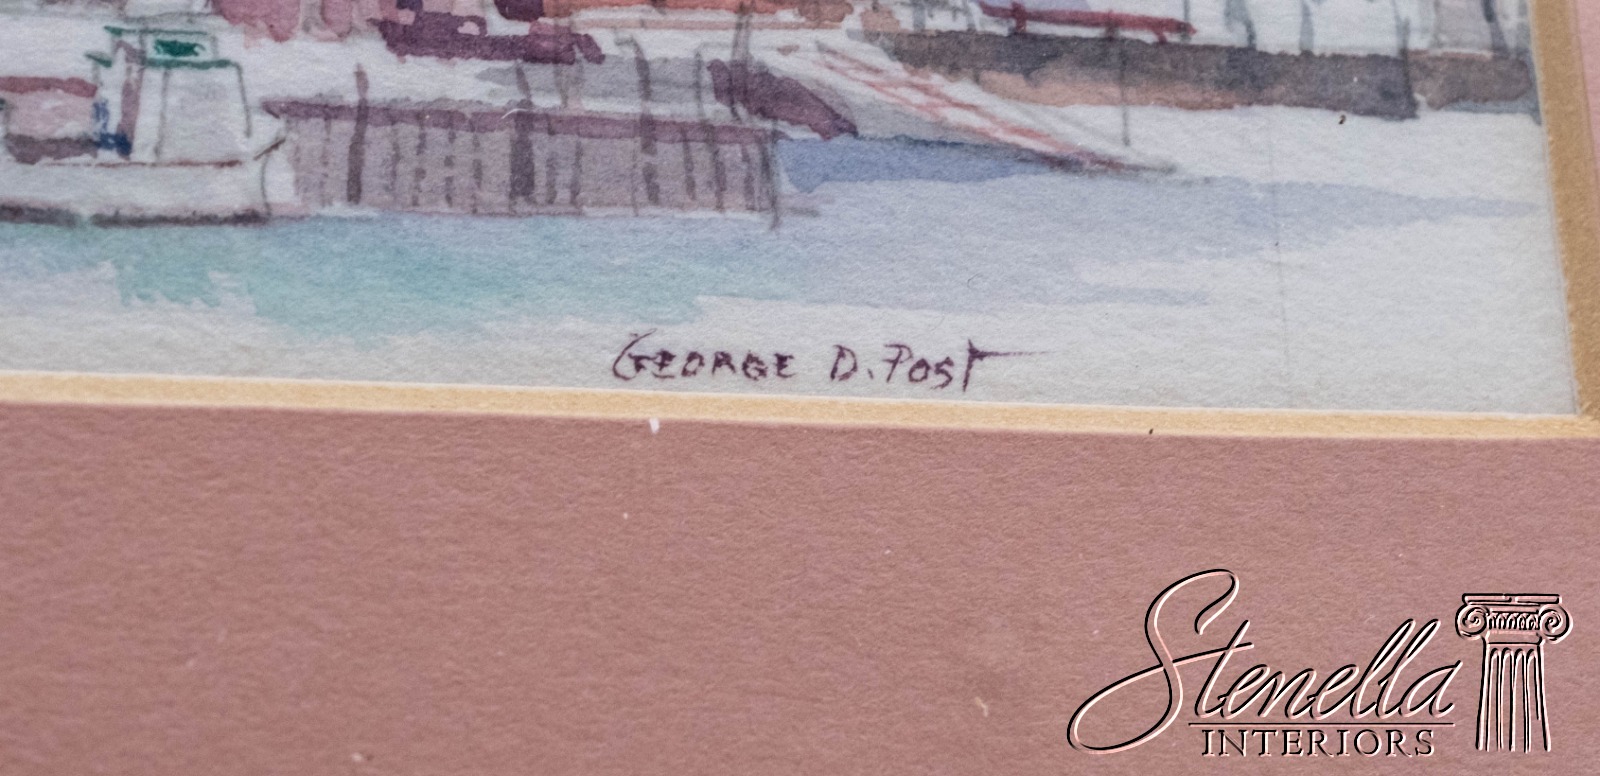 GEORGE D. POST
Stenella
INTERIORS